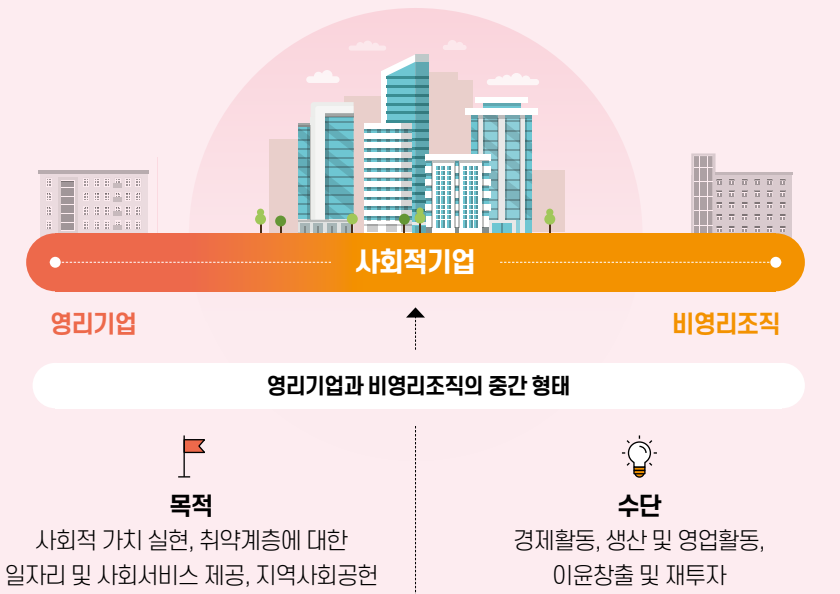 사회적기업
영리기업
비영리조직
영리기업과 비영리조직의 중간 형태
목적
사회적 가치 실현, 취약계층에 대한
일자리 및 사회서비스 제공, 지역사회공헌
수단
경제활동, 생산 및 영업활동,
이윤창출 및 재투자